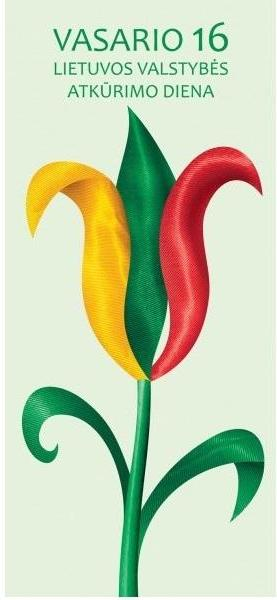 VASARIO 16
LIETUVOS VALSTYBĖS
ATKŪRIMO DIENA